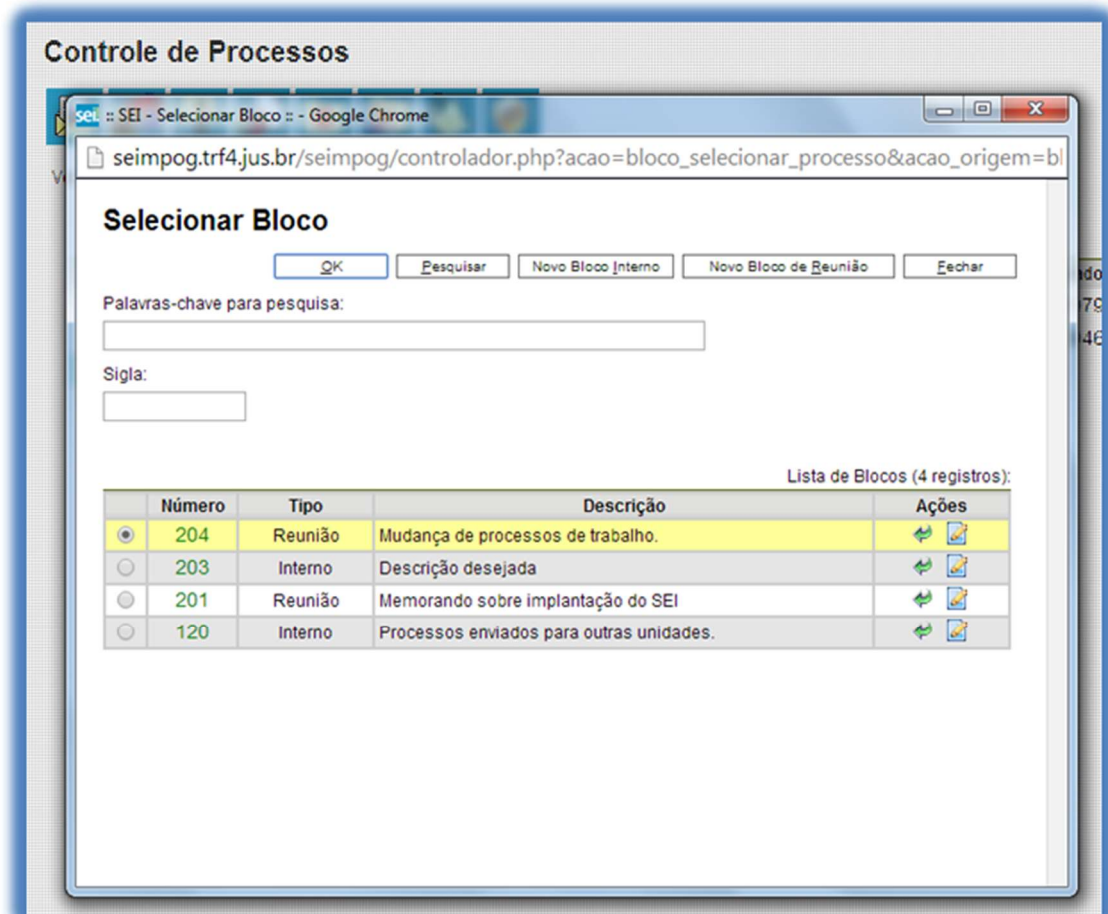 Controle de Processos
sei. :: SEI - Selecionar Bloco :: - Google Chrome
seimpog.trf4.jus.br/seimpog/controlador.php?acao=bloco_selecionar_processo&acao_origem=bl
Selecionar Bloco
OK Pesquisar Novo Bloco Interno Novo Bloco de Reunião Fechar
Palavras-chave para pesquisa:
Sigla:
Lista de Blocos (4 registros):
Número Tipo Descrição Ações
204 Reunião Mudança de processos de trabalho.
203 Interno Descrição desejada
201 Reunião Memorando sobre implantação do SEI
120 Interno Processos enviados para outras unidades.